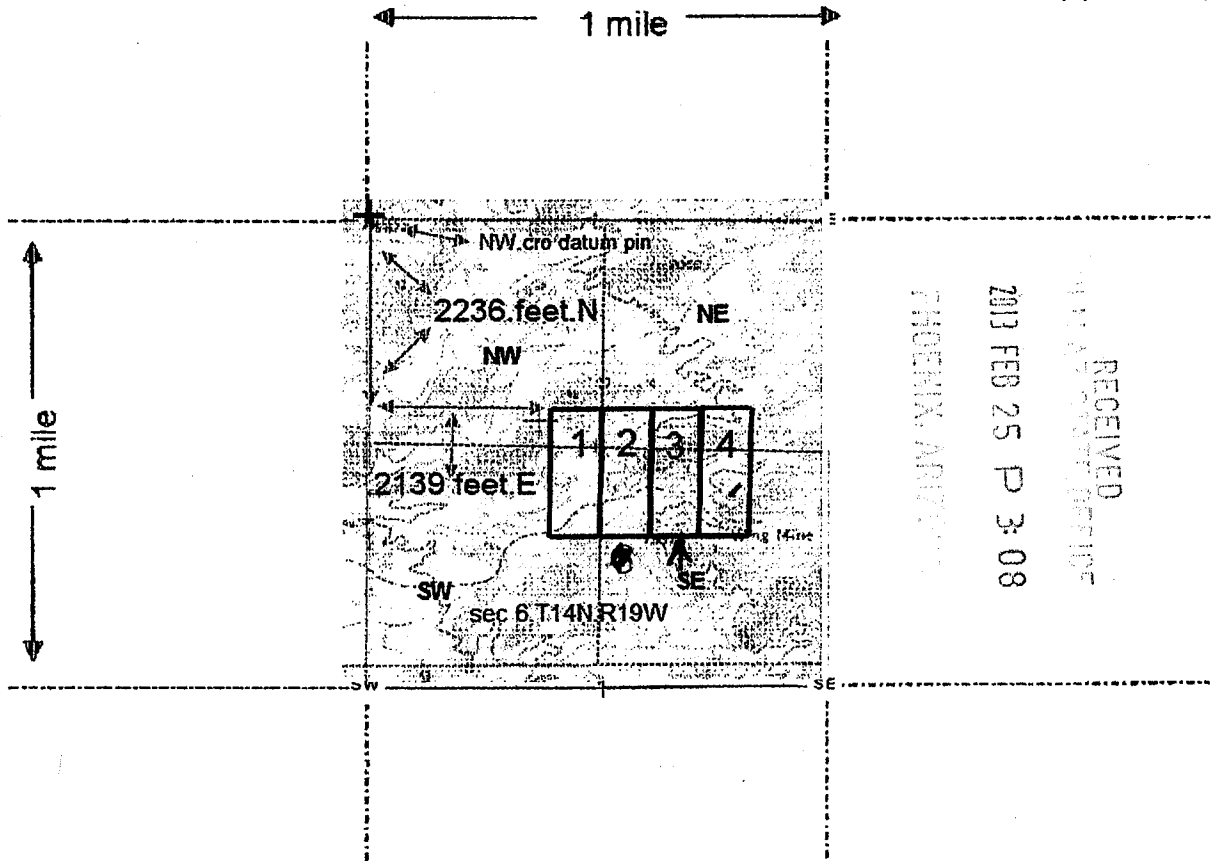 1 mile
NW.cro'datum pin
2236.feet.N
NE
NW
1 2 3 4
2139 feet.E
1 mile
Mine
SE
SW
sec 6.T14N.R19W
SW
SE
RECEIVED
2013 FEB 25 P 3:08
PHOENIX, ARIZ